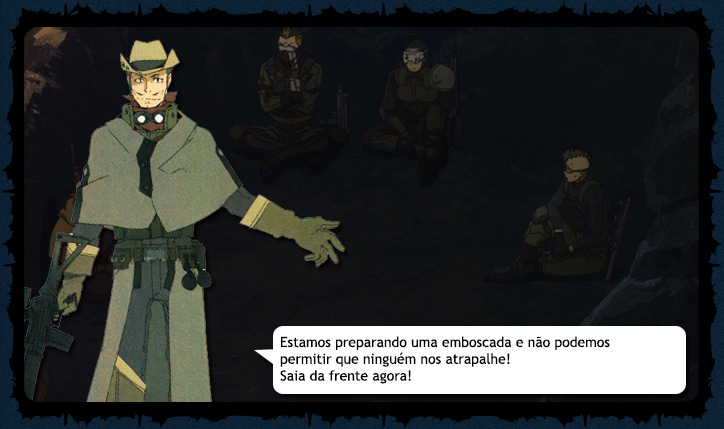 Estamos preparando uma emboscada e não podemos
permitir que ninguém nos atrapalhe!
Saia da frente agora!